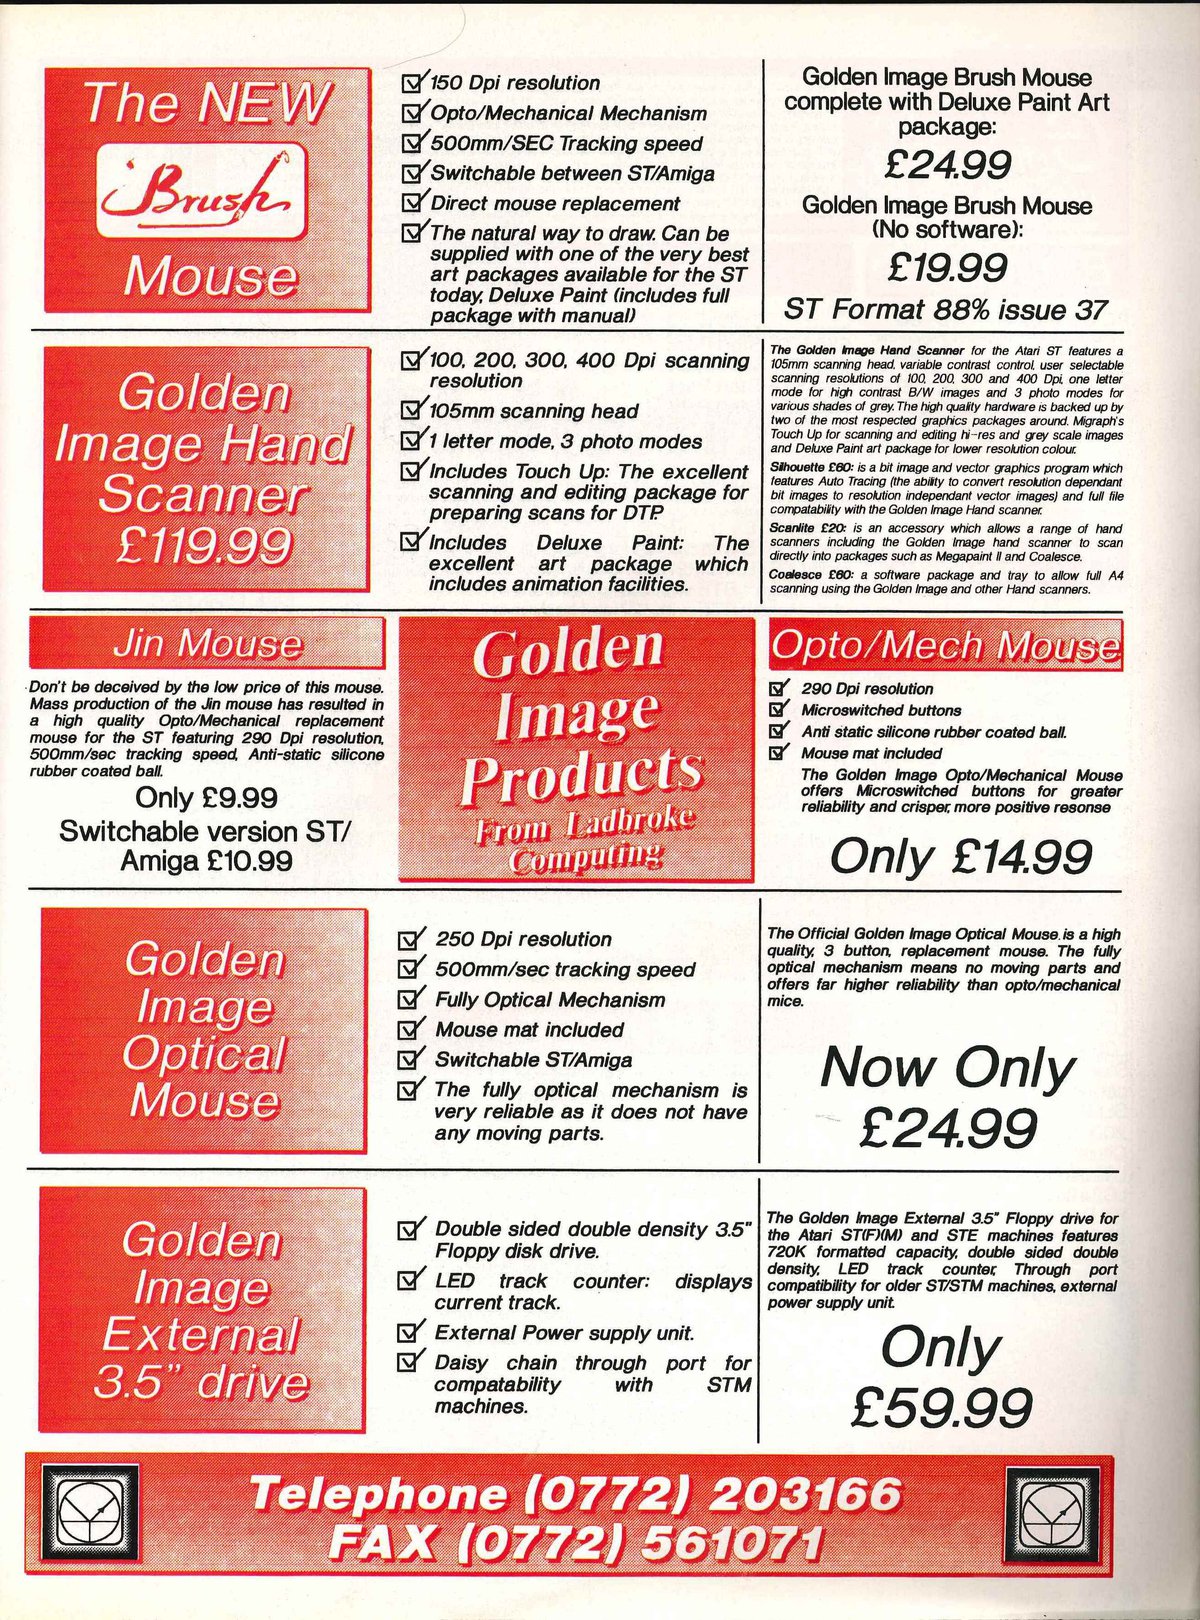 The NEW
Brush
Mouse
150 Dpi resolution
Opto/Mechanical Mechanism
500mm/SEC Tracking speed
Switchable between ST/Amiga
Direct mouse replacement
The natural way to draw. Can be
supplied with one of the very best
art packages available for the ST
today, Deluxe Paint (includes full
package with manual)
Golden Image Brush Mouse
complete with Deluxe Paint Art
package:
£24.99
Golden Image Brush Mouse
(No software):
£19.99
ST Format 88% issue 37
Golden
Image Hand
Scanner
£119.99
100, 200, 300, 400 Dpi scanning
resolution
105mm scanning head
1 letter mode, 3 photo modes
Includes Touch Up: The excellent
scanning and editing package for
preparing scans for DTP.
Includes Deluxe Paint: The
excellent art package which
includes animation facilities.
The Golden Image Hand Scanner for the Atari ST features a
105mm scanning head, variable contrast control, user selectable
scanning resolutions of 100, 200, 300 and 400 Dpi, one letter
mode for high contrast B/W images and 3 photo modes for
various shades of grey. The high quality hardware is backed up by
two of the most respected graphics packages around. Migraph's
Touch Up for scanning and editing hi-res and grey scale images
and Deluxe Paint art package for lower resolution colour.
Silhouette £60: is a bit image and vector graphics program which
features Auto Tracing (the ability to convert resolution dependant
bit images to resolution independant vector images) and full file
compatability with the Golden Image Hand scanner.
Scanlite £20: is an accessory which allows a range of hand
scanners including the Golden Image hand scanner to scan
directly into packages such as Megapaint II and Coalesce.
Coalesce £60: a software package and tray to allow full A4
scanning using the Golden Image and other Hand scanners.
Jin Mouse
Don't be deceived by the low price of this mouse.
Mass production of the Jin mouse has resulted in
a high quality Opto/Mechanical replacement
mouse for the ST featuring 290 Dpi resolution,
500mm/sec tracking speed, Anti-static silicone
rubber coated ball.
Only £9.99
Switchable version ST/
Amiga £10.99
Golden
Image
Products
From Ladbroke
Computing
Opto/Mech Mouse
290 Dpi resolution
Microswitched buttons
Anti static silicone rubber coated ball.
Mouse mat included
The Golden Image Opto/Mechanical Mouse
offers Microswitched buttons for greater
reliability and crisper, more positive resonse
Only £14.99
Golden
Image
Optical
Mouse
250 Dpi resolution
500mm/sec tracking speed
Fully Optical Mechanism
Mouse mat included
Switchable ST/Amiga
The fully optical mechanism is
very reliable as it does not have
any moving parts.
The Official Golden Image Optical Mouse. is a high
quality, 3 button, replacement mouse. The fully
optical mechanism means no moving parts and
offers far higher reliability than opto/mechanical
mice.
Now Only
£24.99
Golden
Image
External
3.5" drive
Double sided double density 3.5"
Floppy disk drive.
LED track counter: displays
current track.
External Power supply unit.
Daisy chain through port for
compatability with STM
machines.
The Golden Image External 3.5" Floppy drive for
the Atari ST(F)(M) and STE machines features
720K formatted capacity, double sided double
density, LED track counter, Through port
compatibility for older ST/STM machines, external
power supply unit.
Only
£59.99
Telephone (0772) 203166
FAX (0772) 561071